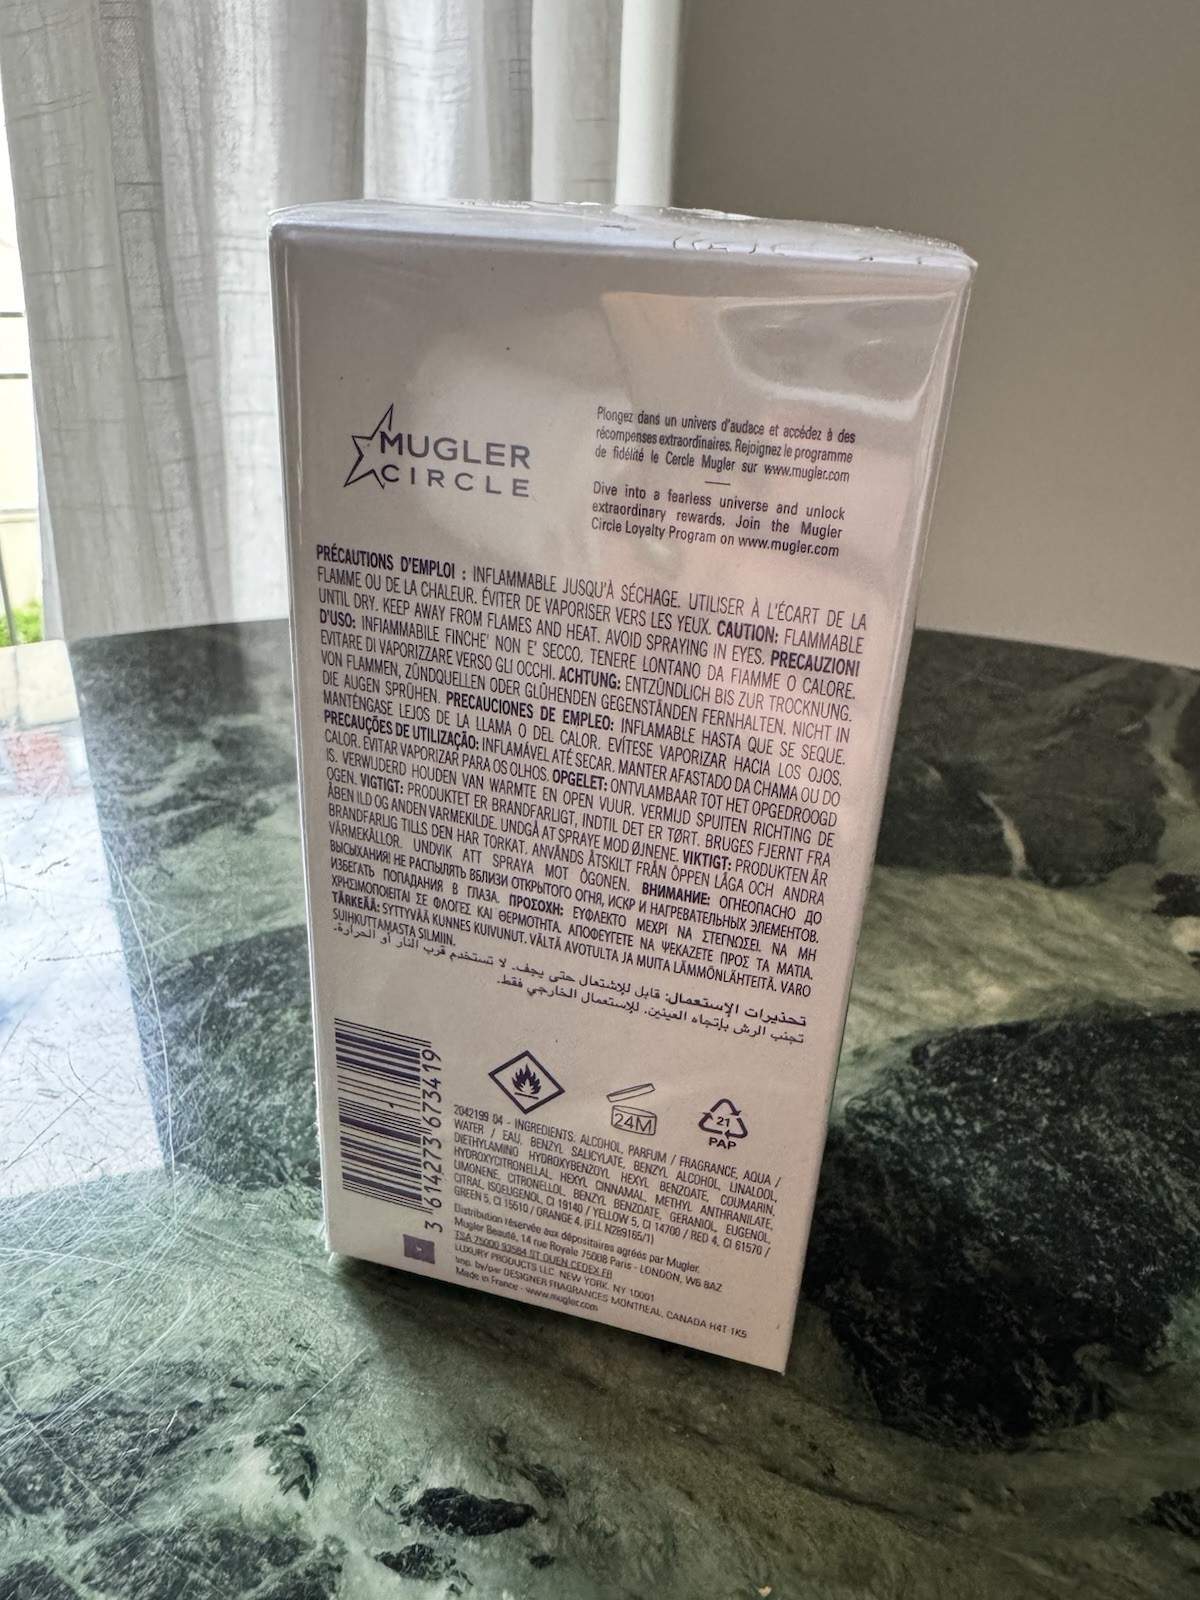 MUGLER
CIRCLE
Plongez dans un univers d'audace et accédez à des
récompenses extraordinaires. Rejoignez le programme
de fidélité le Cercle Mugler sur www.mugler.com
Dive into a fearless universe and unlock
extraordinary rewards. Join the Mugler
Circle Loyalty Program on www.mugler.com
PRÉCAUTIONS D'EMPLOI : INFLAMMABLE JUSQU'À SÉCHAGE. UTILISER À L'ÉCART DE LA
FLAMME OU DE LA CHALEUR. ÉVITER DE VAPORISER VERS LES YEUX. CAUTION: FLAMMABLE
UNTIL DRY. KEEP AWAY FROM FLAMES AND HEAT. AVOID SPRAYING IN EYES. PRECAUZIONI
D'USO: INFIAMMABILE FINCHE' NON E' SECCO. TENERE LONTANO DA FIAMME O CALORE.
EVITARE DI VAPORIZZARE VERSO GLI OCCHI. ACHTUNG: ENTZÜNDLICH BIS ZUR TROCKNUNG.
VON FLAMMEN, ZÜNDQUELLEN ODER GLÜHENDEN GEGENSTÄNDEN FERNHALTEN. NICHT IN
DIE AUGEN SPRÜHEN. PRECAUCIONES DE EMPLEO: INFLAMABLE HASTA QUE SE SEQUE.
MANTÉNGASE LEJOS DE LA LLAMA O DEL CALOR. EVÍTESE VAPORIZAR HACIA LOS OJOS.
PRECAUÇÕES DE UTILIZAÇÃO: INFLAMÁVEL ATÉ SECAR. MANTER AFASTADO DA CHAMA OU DO
CALOR. EVITAR VAPORIZAR PARA OS OLHOS. OPGELET: ONTVLAMBAAR TOT HET OPGEDROOGD
IS. VERWIJDERD HOUDEN VAN WARMTE EN OPEN VUUR. VERMIJD SPUITEN RICHTING DE
OGEN. VIGTIGT: PRODUKTET ER BRANDFARLIGT, INDTIL DET ER TØRT. BRUGES FJERNT FRA
ÅBEN ILD OG ANDEN VARMEKILDE. UNDGÅ AT SPRAYE MOD ØJNENE. VIKTIGT: PRODUKTEN ÄR
BRANDFARLIG TILLS DEN HAR TORKAT. ANVÄNDS ÅTSKILT FRÅN ÖPPEN LÅGA OCH ANDRA
VÄRMEKÄLLOR. UNDVIK ATT SPRAYA MOT ÖGONEN. ВНИМАНИЕ: ОГНЕОПАСНО ДО
ВЫСЫХАНИЯ! НЕ РАСПЫЛЯТЬ ВБЛИЗИ ОТКРЫТОГО ОГНЯ, ИСКР И НАГРЕВАТЕЛЬНЫХ ЭЛЕМЕНТОВ.
ИЗБЕГАТЬ ПОПАДАНИЯ В ГЛАЗА. ΠΡΟΣΟΧΗ: ΕΥΦΛΕΚΤΟ ΜΕΧΡΙ ΝΑ ΣΤΕΓΝΩΣΕΙ. ΝΑ ΜΗ
ΧΡΗΣΙΜΟΠΟΙΕΙΤΑΙ ΣΕ ΦΛΟΓΕΣ ΚΑΙ ΘΕΡΜΟΤΗΤΑ. ΑΠΟΦΕΥΓΕΤΕ ΝΑ ΨΕΚΑΖΕΤΕ ΠΡΟΣ ΤΑ ΜΑΤΙΑ.
TÄRKEÄÄ: SYTTYVÄÄ KUNNES KUIVUNUT. VÄLTÄ AVOTULTA JA MUITA LÄMMÖNLÄHTEITÄ. VARO
SUIHKUTTAMASTA SILMIIN.
تحذيرات الإستعمال: قابل للإشتعال حتى يجف. لا تستخدم قرب النار أو الحرارة.
تجنب الرش بإتجاه العينين. للإستعمال الخارجي فقط.
3 614273 673419
24M
21
PAP
2042199 04 - INGREDIENTS: ALCOHOL, PARFUM / FRAGRANCE, AQUA /
WATER / EAU, BENZYL SALICYLATE, BENZYL ALCOHOL, LINALOOL,
DIETHYLAMINO HYDROXYBENZOYL HEXYL BENZOATE, COUMARIN,
HYDROXYCITRONELLAL, HEXYL CINNAMAL, METHYL ANTHRANILATE,
LIMONENE, CITRONELLOL, BENZYL BENZOATE, GERANIOL, EUGENOL,
CITRAL, ISOEUGENOL, CI 19140 / YELLOW 5, CI 14700 / RED 4, CI 61570 /
GREEN 5, CI 15510 / ORANGE 4. (F.I.L N289165/1)
Distribution réservée aux dépositaires agréés par Mugler
Mugler Beauté, 14 rue Royale 75008 Paris - LONDON, W6 8AZ
TSA 75000 93584 ST OUEN CEDEX FR
LUXURY PRODUCTS LLC. NEW YORK, NY 10001
Imp. by/par DESIGNER FRAGRANCES MONTREAL, CANADA H4T 1K5
Made in France - www.mugler.com